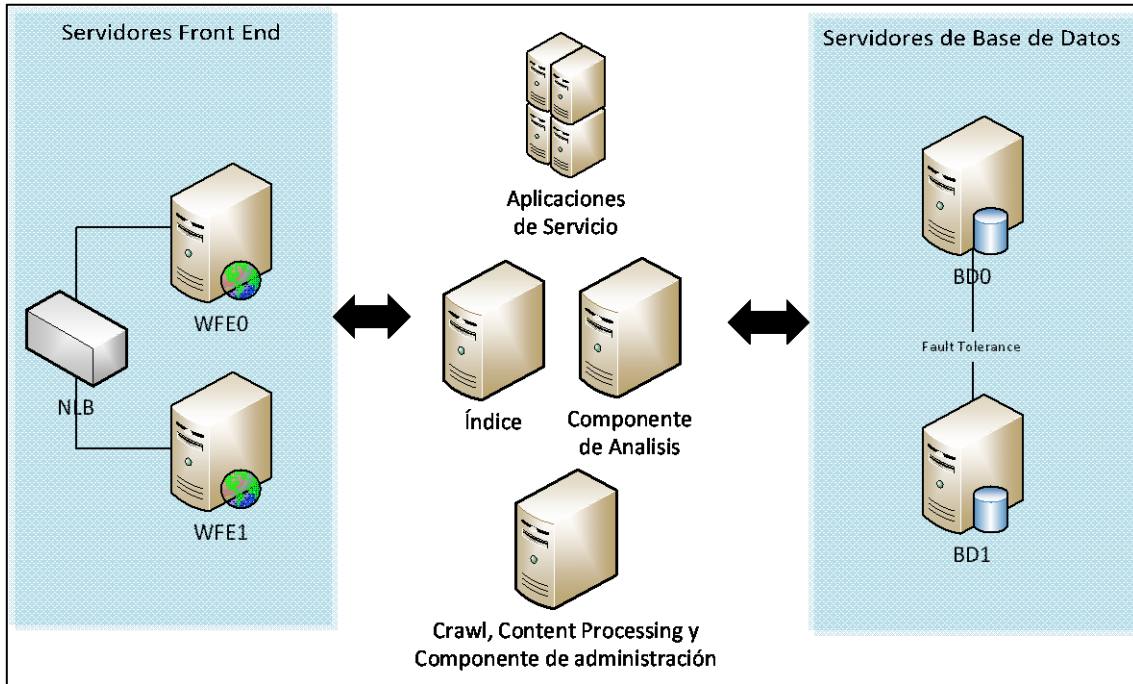 Servidores Front End
WFE0
NLB
WFE1
Aplicaciones
de Servicio
Índice
Componente
de Analisis
Crawl, Content Processing y
Componente de administración
Servidores de Base de Datos
BD0
Fault Tolerance
BD1